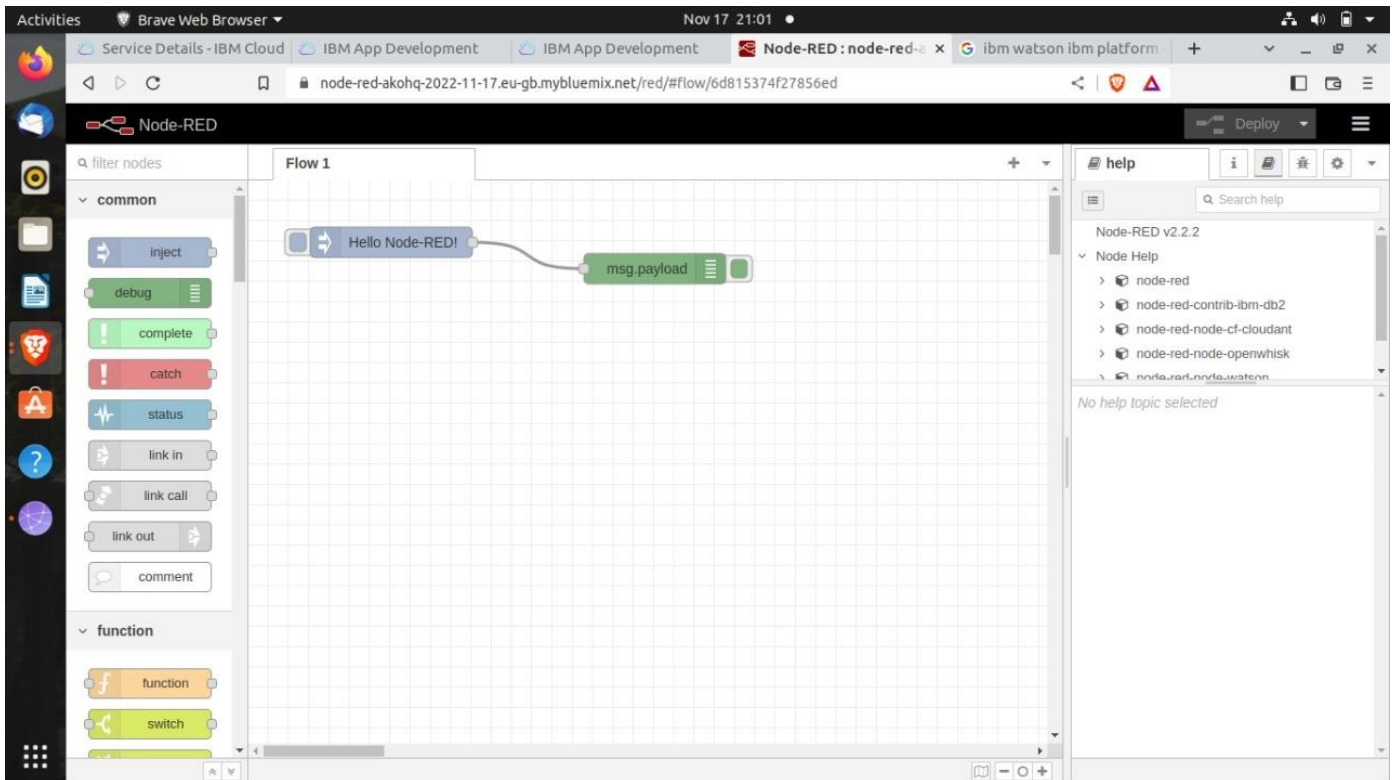 Activities Brave Web Browser Nov 17 21:01
Service Details - IBM Cloud IBM App Development IBM App Development Node-RED : node-red-a x G ibm watson ibm platform
node-red-akohq-2022-11-17.eu-gb.mybluemix.net/red/#flow/6d815374f27856ed
Node-RED Deploy
filter nodes Flow 1 help i Search help
common
inject
debug
complete
catch
status
link in
link call
link out
comment
function
function
switch
Hello Node-RED! msg.payload
Node-RED v2.2.2
Node Help
node-red
node-red-contrib-ibm-db2
node-red-node-cf-cloudant
node-red-node-openwhisk
node-red-node-watson
No help topic selected